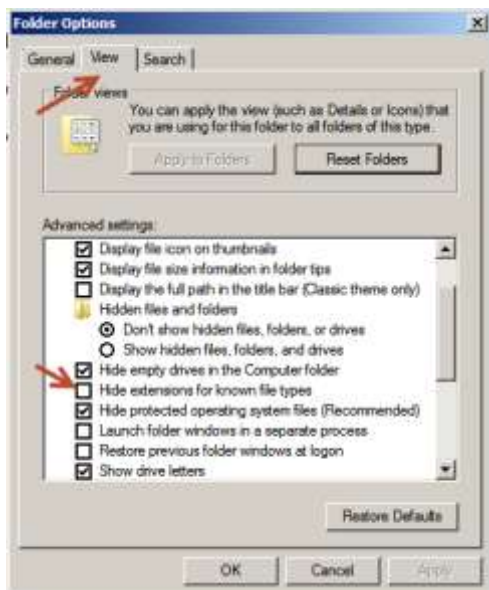 Folder Options
General View Search
Folder views
You can apply the view (such as Details or Icons) that
you are using for this folder to all folders of this type.
Apply to Folders Reset Folders
Advanced settings:
Display file icon on thumbnails
Display file size information in folder tips
Display the full path in the title bar (Classic theme only)
Hidden files and folders
Don't show hidden files, folders, or drives
Show hidden files, folders, and drives
Hide empty drives in the Computer folder
Hide extensions for known file types
Hide protected operating system files (Recommended)
Launch folder windows in a separate process
Restore previous folder windows at logon
Show drive letters
Restore Defaults
OK Cancel Apply